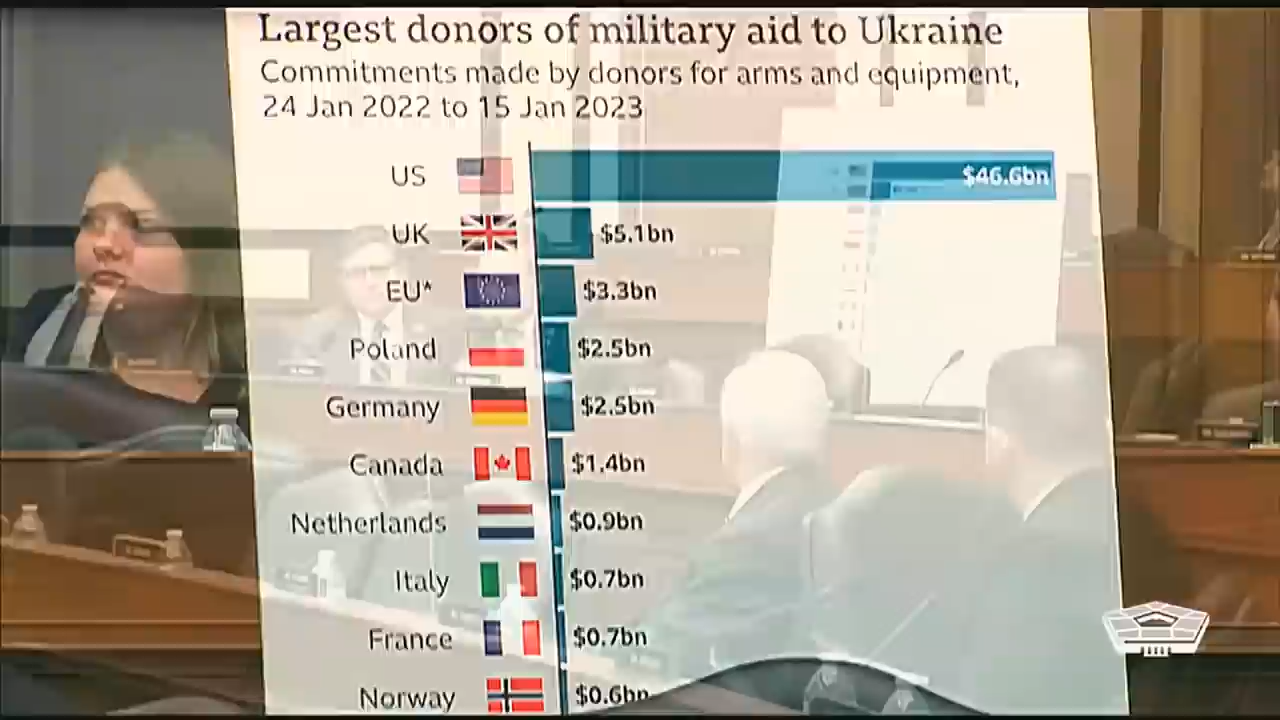 Largest donors of military aid to Ukraine
Commitments made by donors for arms and equipment,
24 Jan 2022 to 15 Jan 2023
US $46.6bn
UK $5.1bn
EU* $3.3bn
Poland $2.5bn
Germany $2.5bn
Canada $1.4bn
Netherlands $0.9bn
Italy $0.7bn
France $0.7bn
Norway $0.6bn